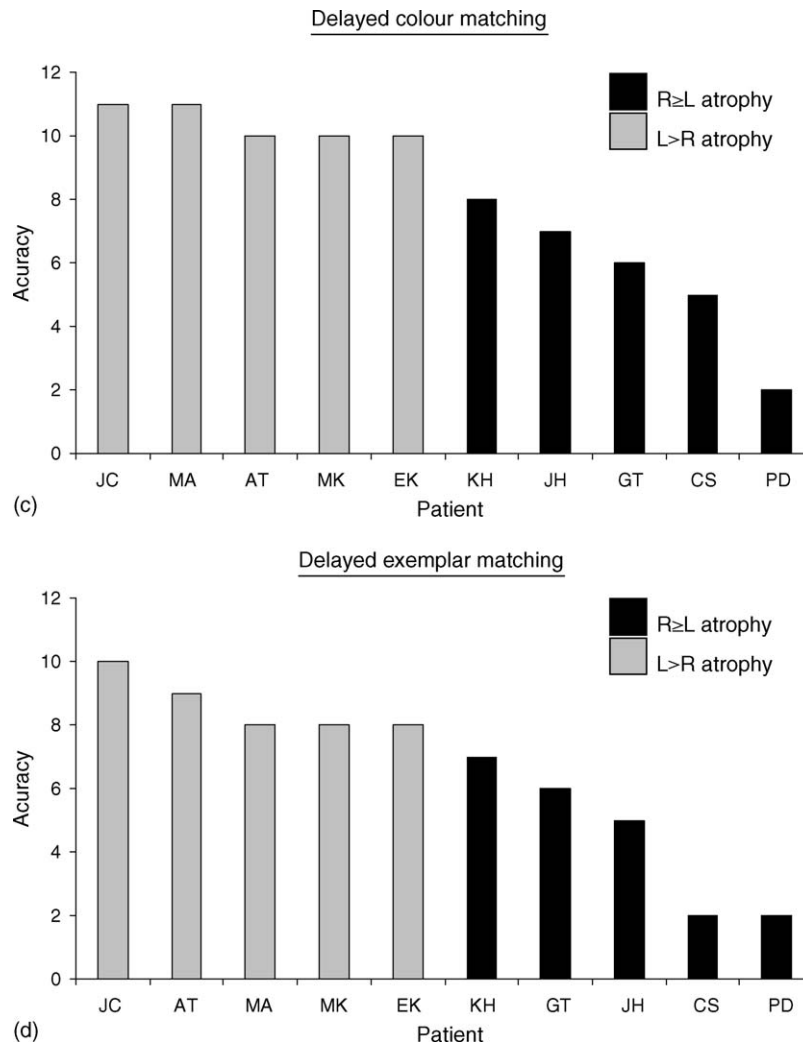 Delayed colour matching
12
10
8
6
4
2
0
Acuracy
R≥L atrophy
L>R atrophy
JC MA AT MK EK KH JH GT CS PD
Patient
(c)
Delayed exemplar matching
12
10
8
6
4
2
0
Acuracy
R≥L atrophy
L>R atrophy
JC AT MA MK EK KH GT JH CS PD
Patient
(d)